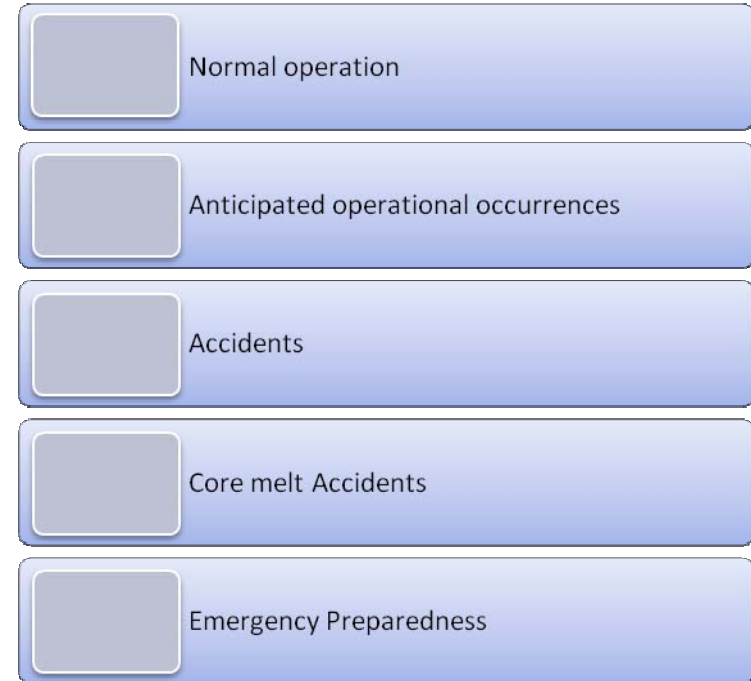 Normal operation
Anticipated operational occurrences
Accidents
Core melt Accidents
Emergency Preparedness